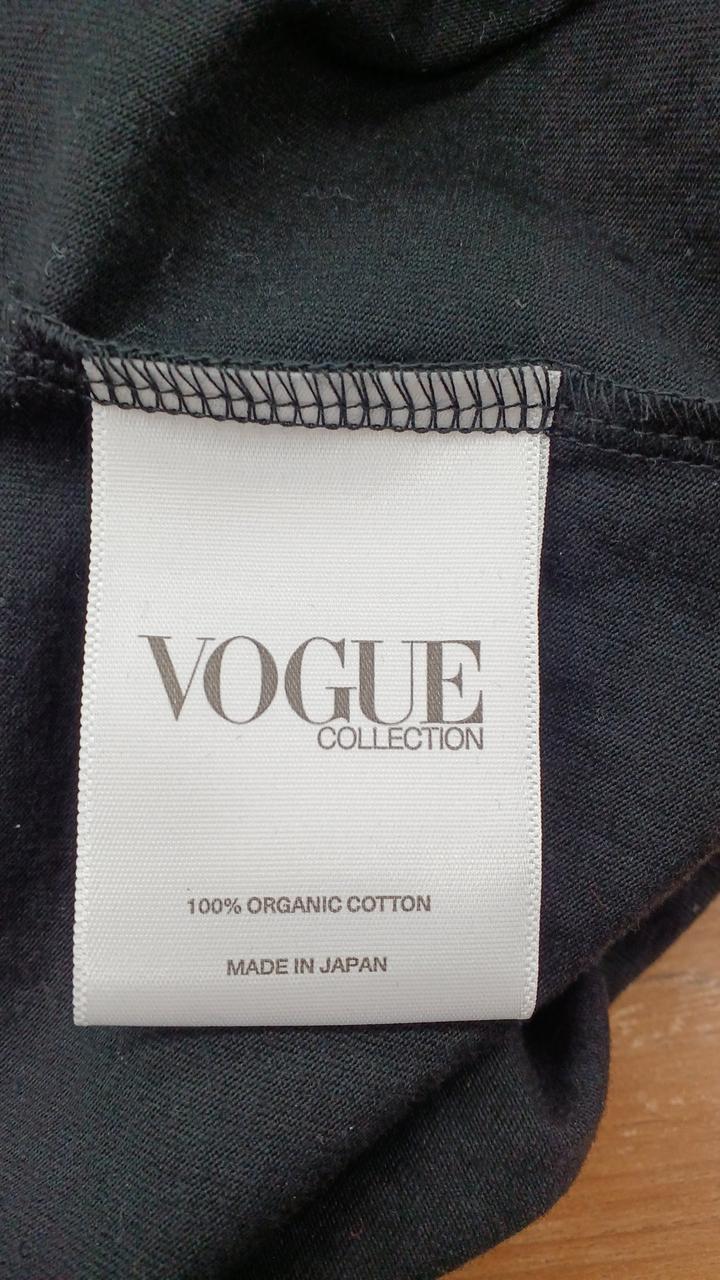 VOGUE
COLLECTION
100% ORGANIC COTTON
MADE IN JAPAN